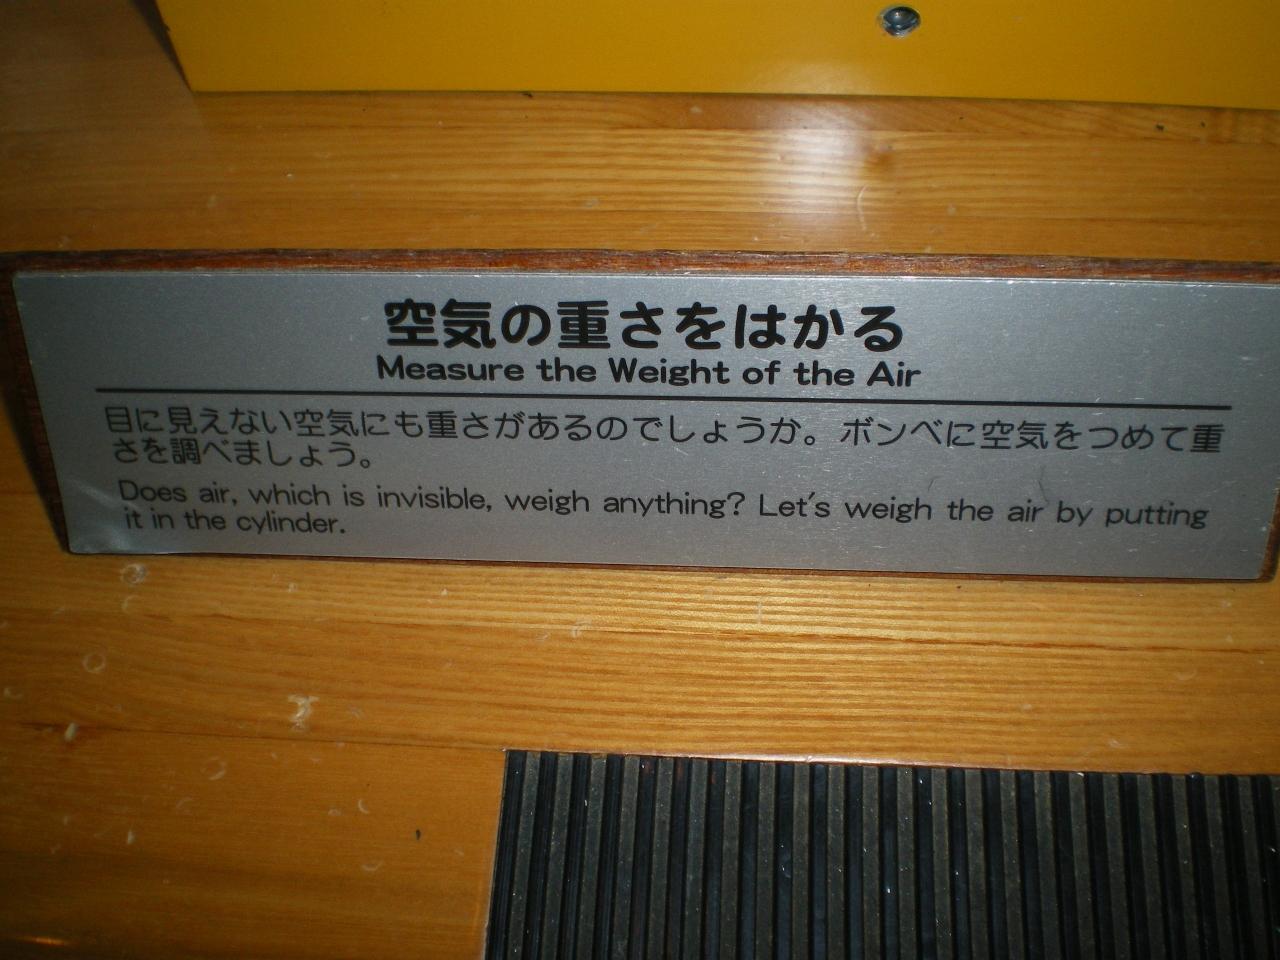 空気の重さをはかる
Measure the Weight of the Air
目に見えない空気にも重さがあるのでしょうか。ボンベに空気をつめて重
さを調べましょう。
Does air, which is invisible, weigh anything? Let's weigh the air by putting
it in the cylinder.